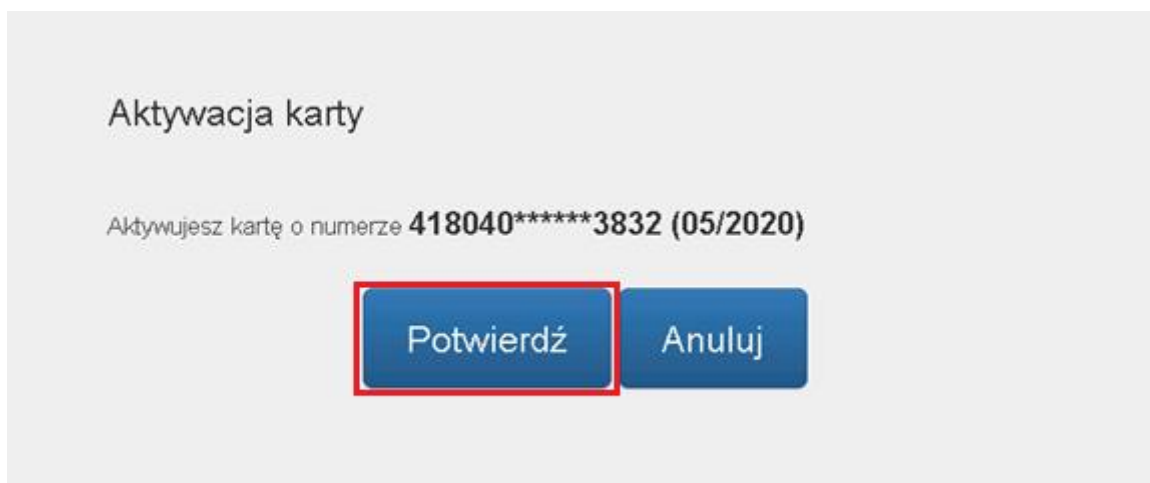 Aktywacja karty
Aktywujesz kartę o numerze 418040******3832 (05/2020)
Potwierdź Anuluj